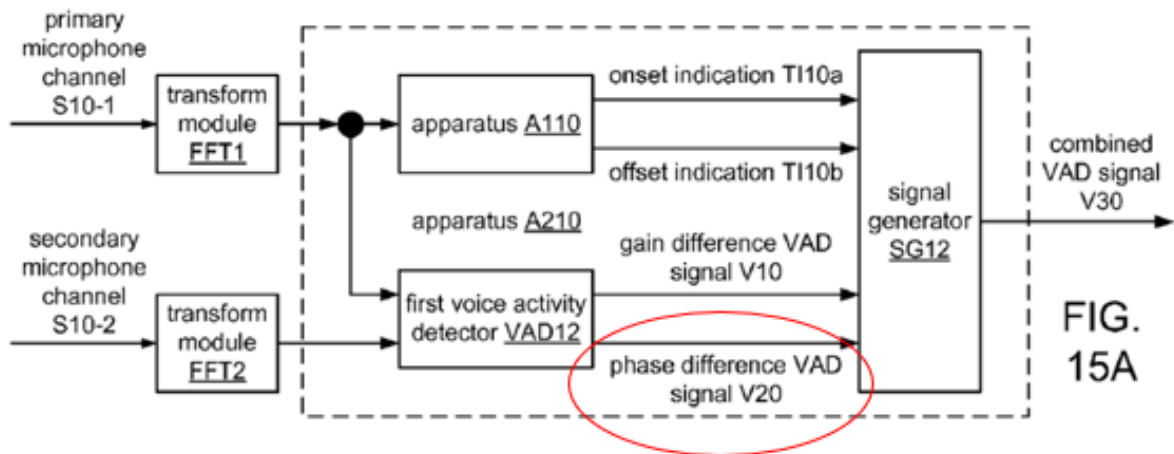 primary
microphone
channel
S10-1
transform
module
FFT1
apparatus A110
onset indication TI10a
offset indication TI10b
apparatus A210
secondary
microphone
channel
S10-2
transform
module
FFT2
first voice activity
detector VAD12
gain difference VAD
signal V10
phase difference VAD
signal V20
signal
generator
SG12
combined
VAD signal
V30
FIG.
15A